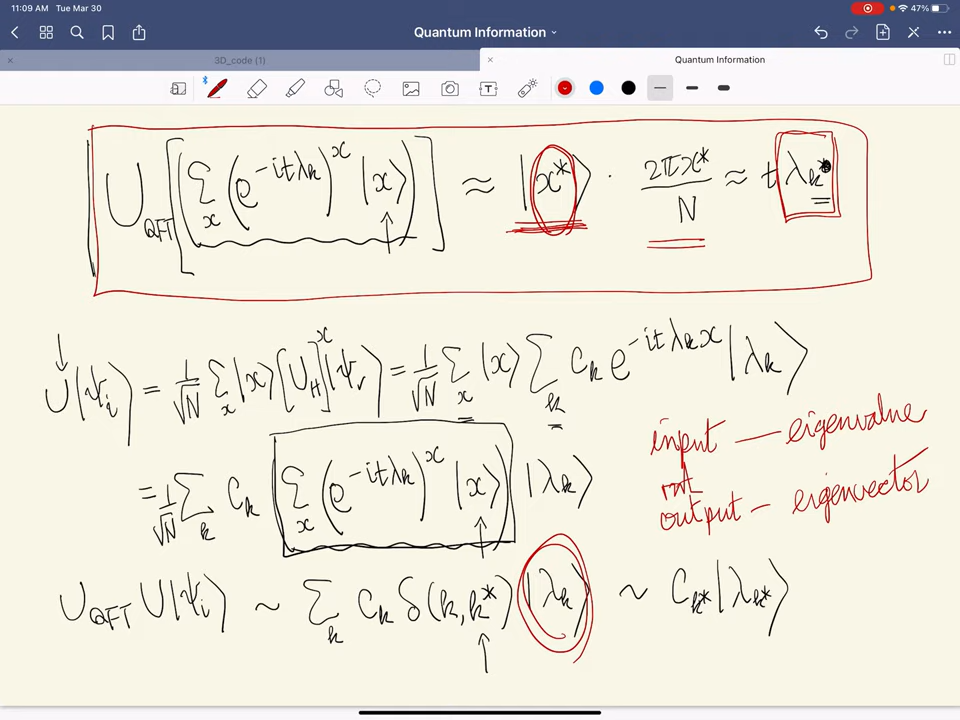 11:09 AM Tue Mar 30
47%
Quantum Information
3D_code (1)
Quantum Information
U_QFT [ Σ_x (e^{-itλ_k})^x |x⟩ ] ≈ |x*⟩ · 2πx*/N ≈ tλ_k*
U|ψ_i⟩ = 1/√N Σ_x |x⟩ [U_H]^x |ψ_r⟩ = 1/√N Σ_x |x⟩ Σ_k C_k e^{-itλ_k x} |λ_k⟩
input — eigenvalue
= 1/√N Σ_k C_k Σ_x (e^{-itλ_k})^x |x⟩ |λ_k⟩
output — eigenvector
U_QFT U|ψ_i⟩ ~ Σ_k C_k δ(k, k*) |λ_k⟩ ~ C_k* |λ_k*⟩